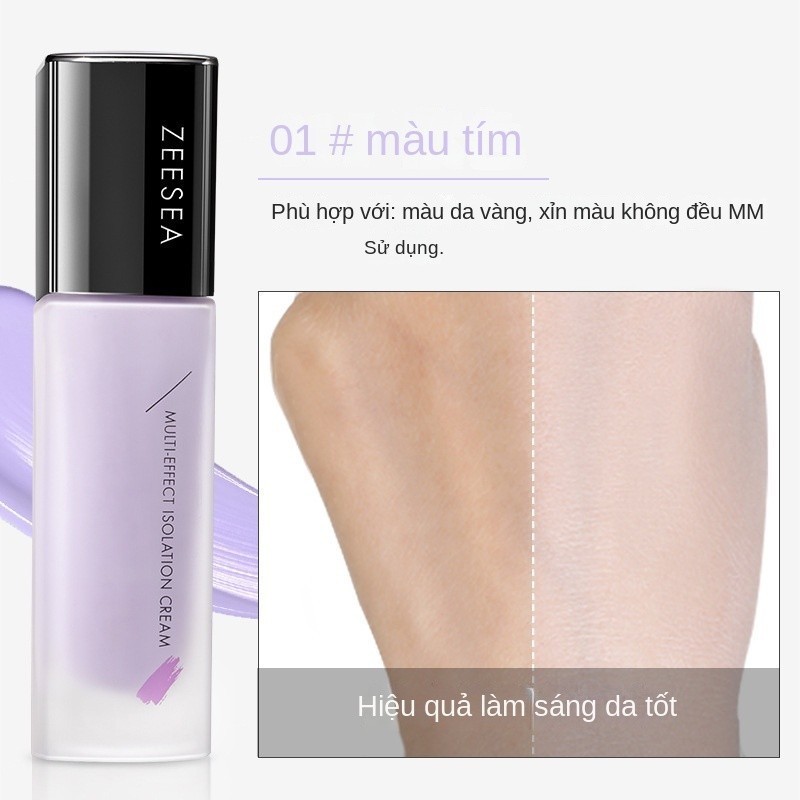 ZEESEA
MULTI-EFFECT ISOLATION CREAM
01 # màu tím
Phù hợp với: màu da vàng, xỉn màu không đều MM
Sử dụng.
Hiệu quả làm sáng da tốt